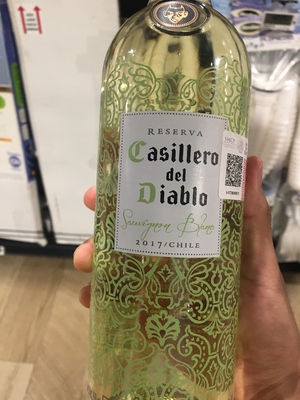 RESERVA
Casillero
del
Diablo
Sauvignon Blanc
2017/CHILE